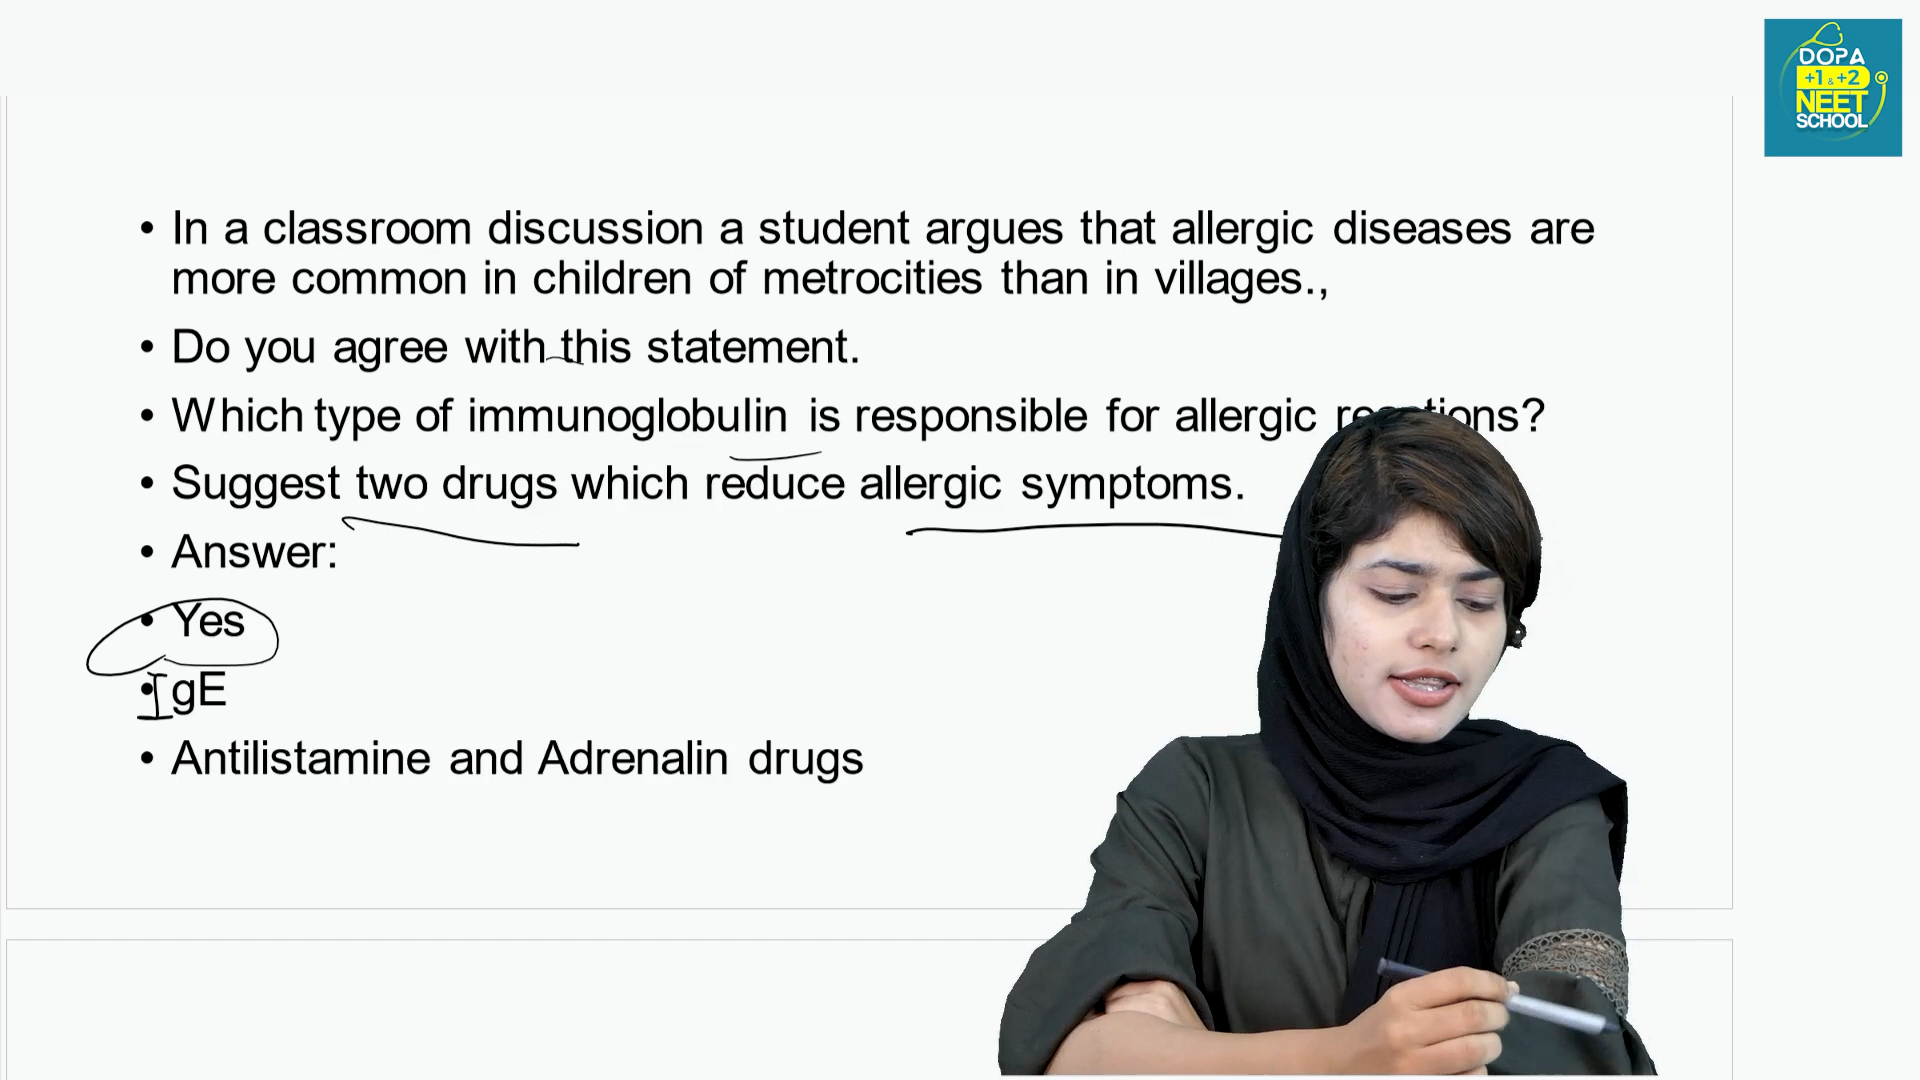 DOPA
+1 & +2
NEET
SCHOOL
• In a classroom discussion a student argues that allergic diseases are
more common in children of metrocities than in villages.,
• Do you agree with this statement.
• Which type of immunoglobulin is responsible for allergic reactions?
• Suggest two drugs which reduce allergic symptoms.
• Answer:
• Yes
• IgE
• Antilistamine and Adrenalin drugs